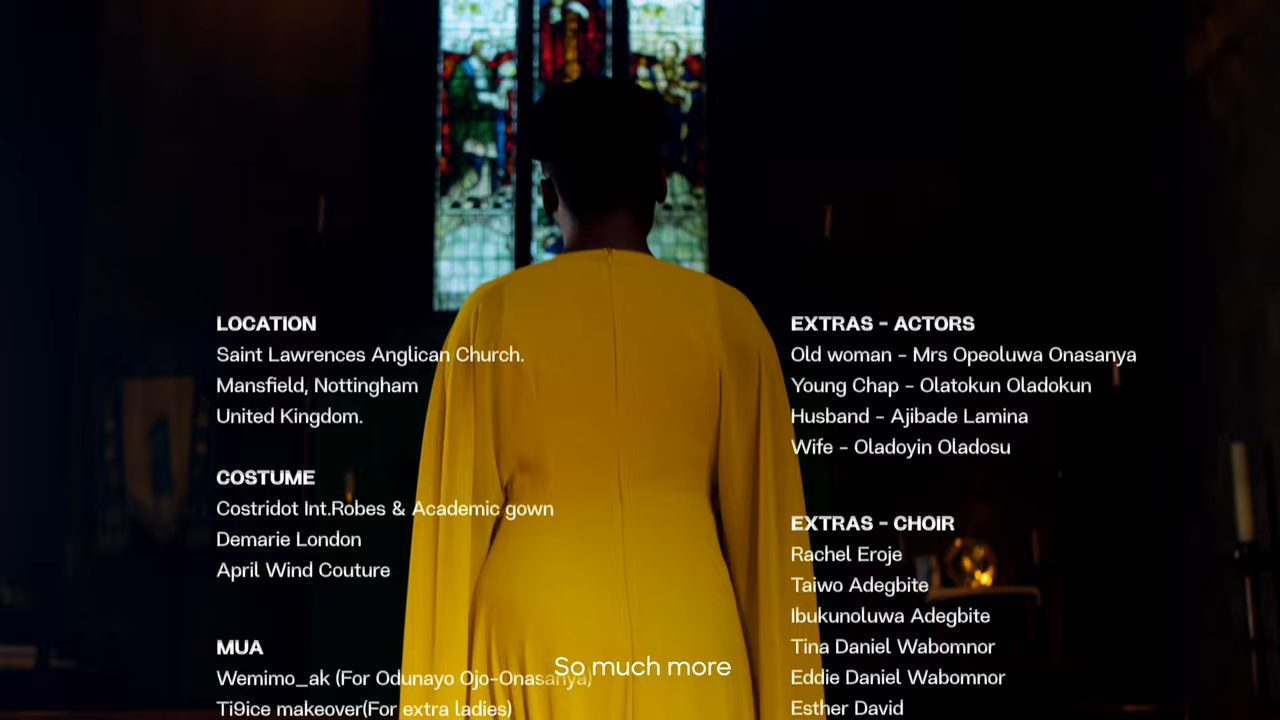 LOCATION
Saint Lawrences Anglican Church.
Mansfield, Nottingham
United Kingdom.
COSTUME
Costridot Int.Robes & Academic gown
Demarie London
April Wind Couture
MUA
Wemimo_ak (For Odunayo Ojo-Onasanya)
Ti9ice makeover(For extra ladies)
EXTRAS - ACTORS
Old woman - Mrs Opeoluwa Onasanya
Young Chap - Olatokun Oladokun
Husband - Ajibade Lamina
Wife - Oladoyin Oladosu
EXTRAS - CHOIR
Rachel Eroje
Taiwo Adegbite
Ibukunoluwa Adegbite
Tina Daniel Wabomnor
Eddie Daniel Wabomnor
Esther David
So much more